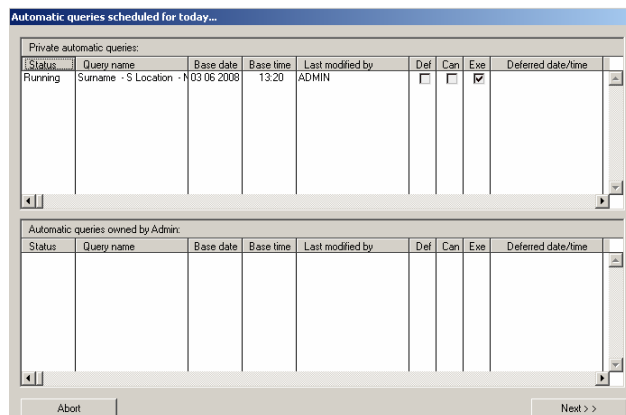 Automatic queries scheduled for today...
Private automatic queries:
Status Query name Base date Base time Last modified by Def Can Exe Deferred date/time
Running Surname - S Location - N 03 06 2008 13:20 ADMIN
Automatic queries owned by Admin:
Status Query name Base date Base time Last modified by Def Can Exe Deferred date/time
Abort Next > >